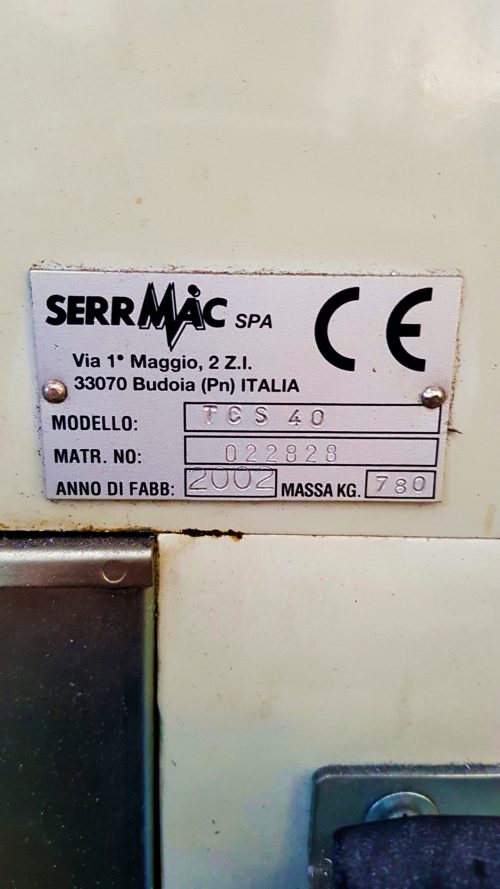 SERRMAC SPA
CE
Via 1° Maggio, 2 Z.I.
33070 Budoia (Pn) ITALIA
MODELLO: TCS 40
MATR. NO: 022828
ANNO DI FABB: 2002 MASSA KG. 780